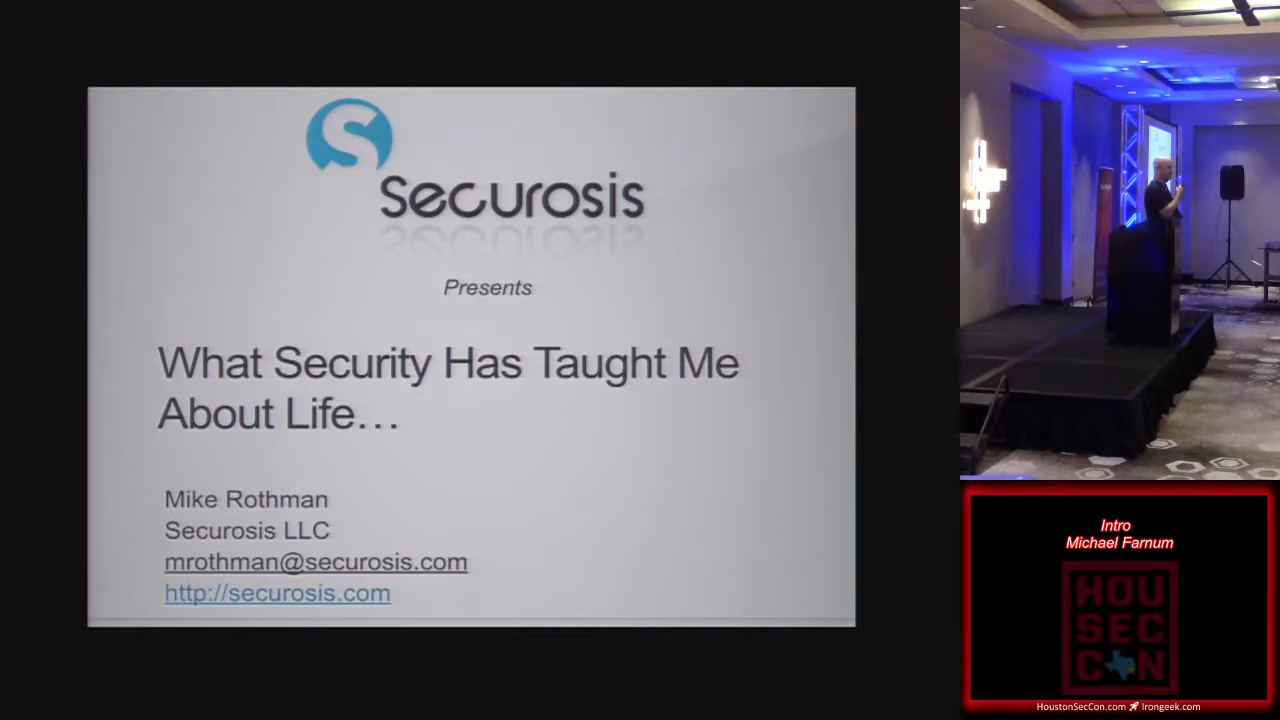 Securosis
Presents
What Security Has Taught Me
About Life…
Mike Rothman
Securosis LLC
mrothman@securosis.com
http://securosis.com
Intro
Michael Farnum
HOU
SEC
CON
HoustonSecCon.com Irongeek.com